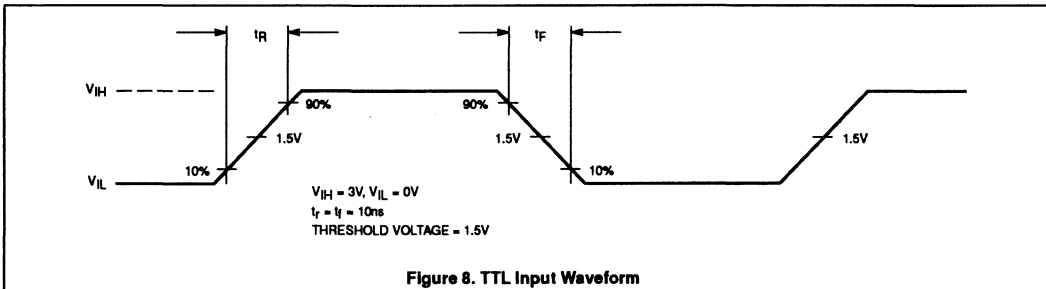 tR
tF
VIH
90%
90%
1.5V
1.5V
1.5V
10%
10%
VIL
VIH = 3V, VIL = 0V
tr = tf = 10ns
THRESHOLD VOLTAGE = 1.5V
Figure 8. TTL Input Waveform